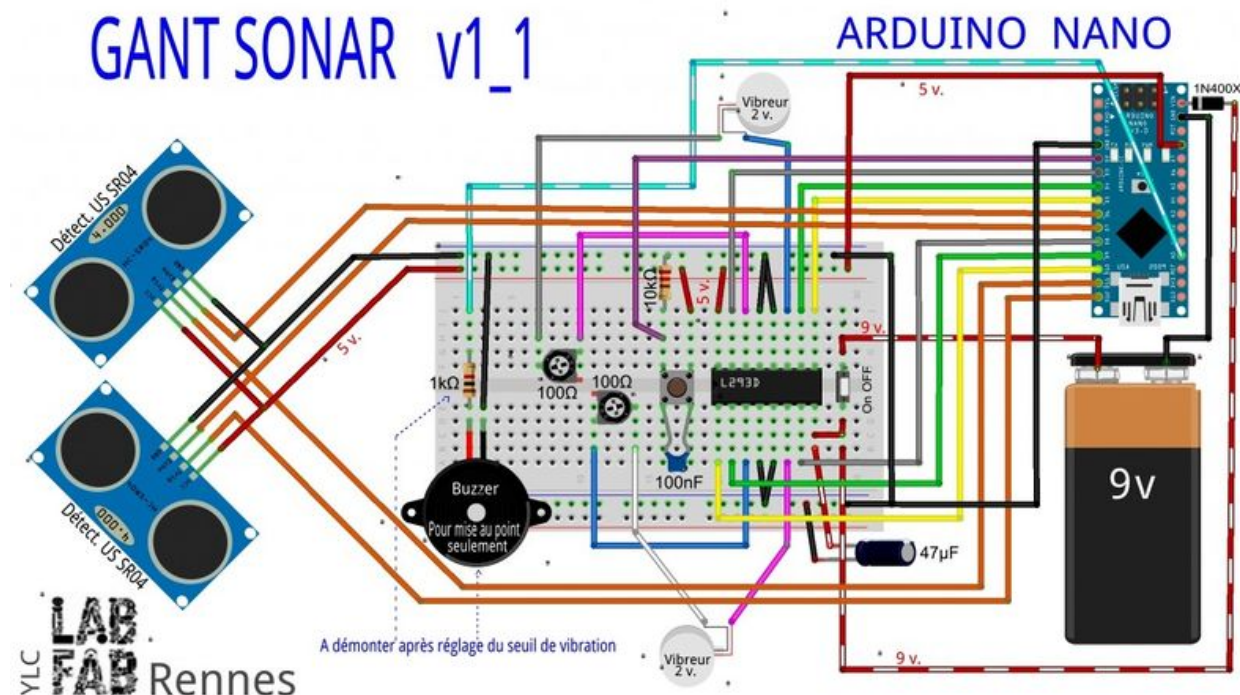 GANT SONAR v1_1
ARDUINO NANO
5 v.
1N400X
Vibreur
2 v.
Détect. US SR04
4.000
10kΩ
5 v.
5 v.
9 v.
1kΩ
100Ω
100Ω
L293D
On OFF
100nF
9v
Buzzer
Pour mise au point
seulement
Détect. US SR04
47µF
A démonter après réglage du seuil de vibration
Vibreur
2 v.
9 v.
YLC
LAB
FAB Rennes